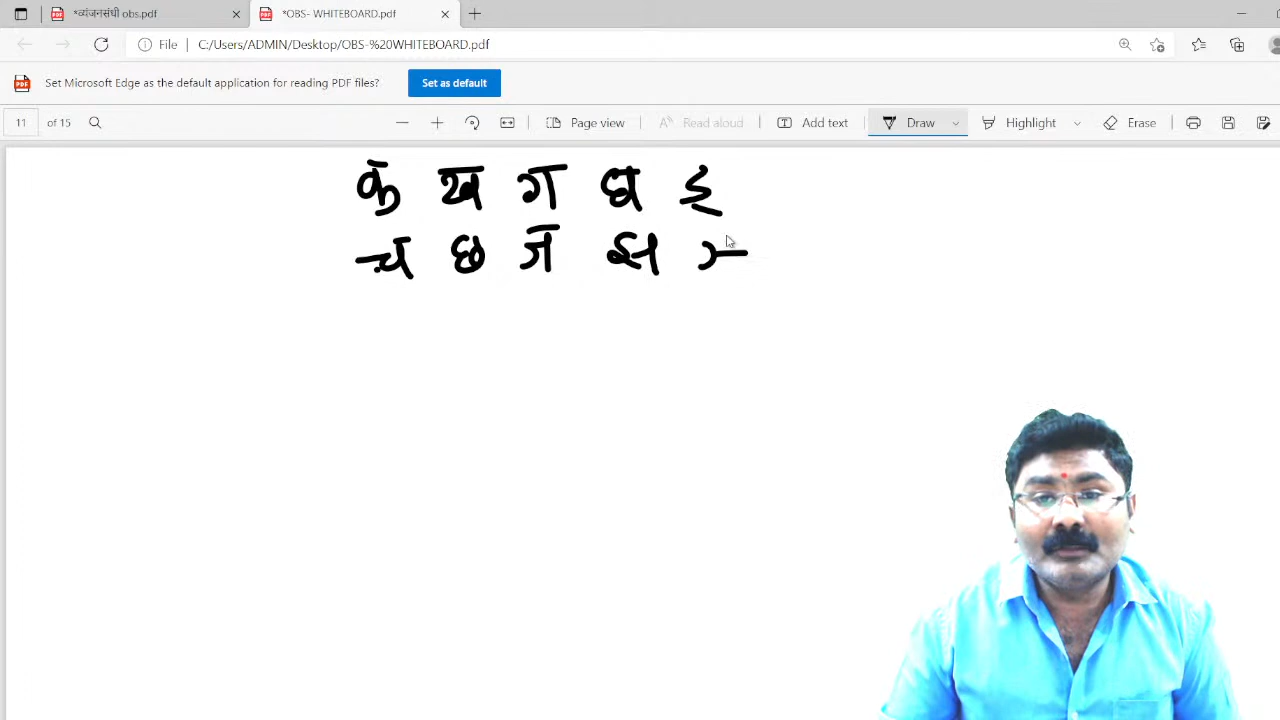 *व्यंजनसंधी obs.pdf
*OBS- WHITEBOARD.pdf
File
C:/Users/ADMIN/Desktop/OBS-%20WHITEBOARD.pdf
Set Microsoft Edge as the default application for reading PDF files?
Set as default
11 of 15
Page view
Read aloud
Add text
Draw
Highlight
Erase
क ख ग घ ङ
च छ ज झ